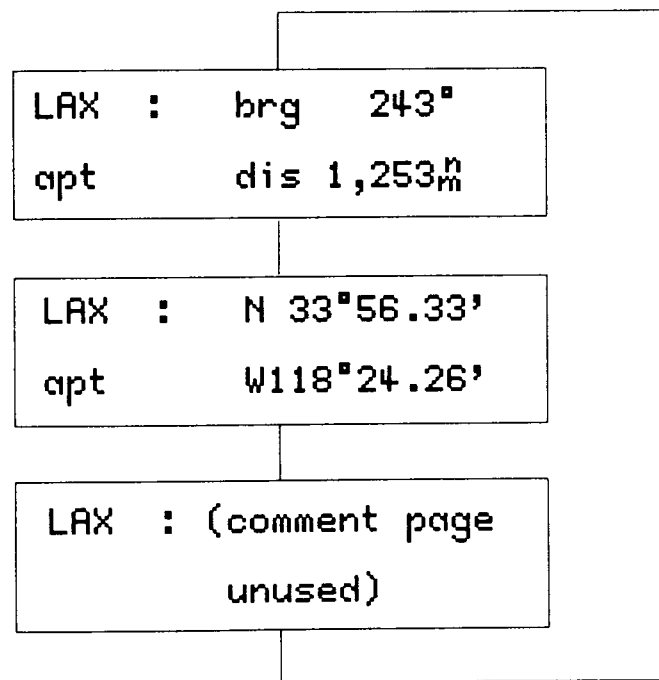 LAX : brg 243°
apt dis 1,253nm
LAX : N 33°56.33'
apt W118°24.26'
LAX : (comment page
unused)